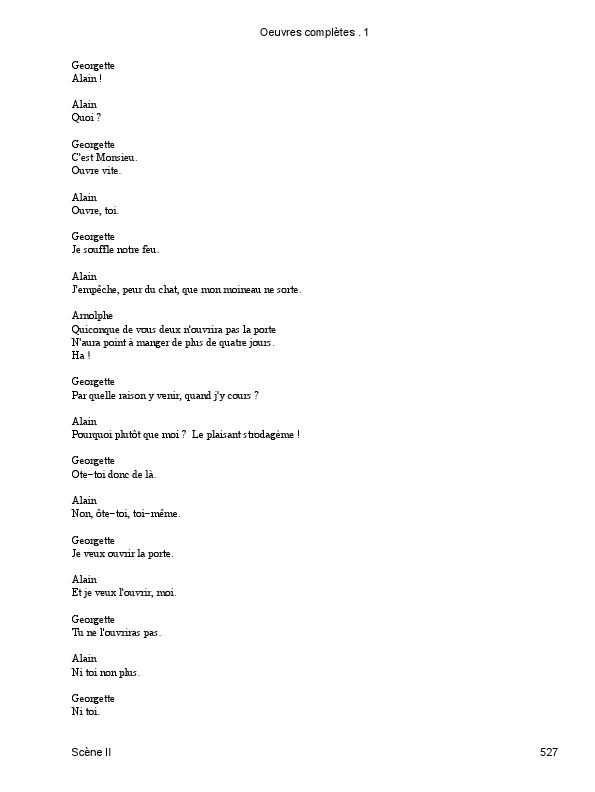 Oeuvres complètes . 1
Georgette
Alain !
Alain
Quoi ?
Georgette
C'est Monsieu.
Ouvre vite.
Alain
Ouvre, toi.
Georgette
Je souffle notre feu.
Alain
J'empêche, peur du chat, que mon moineau ne sorte.
Arnolphe
Quiconque de vous deux n'ouvrira pas la porte
N'aura point à manger de plus de quatre jours.
Ha !
Georgette
Par quelle raison y venir, quand j'y cours ?
Alain
Pourquoi plutôt que moi ?  Le plaisant strodagème !
Georgette
Ote−toi donc de là.
Alain
Non, ôte−toi, toi−même.
Georgette
Je veux ouvrir la porte.
Alain
Et je veux l'ouvrir, moi.
Georgette
Tu ne l'ouvriras pas.
Alain
Ni toi non plus.
Georgette
Ni toi.
Scène II 527